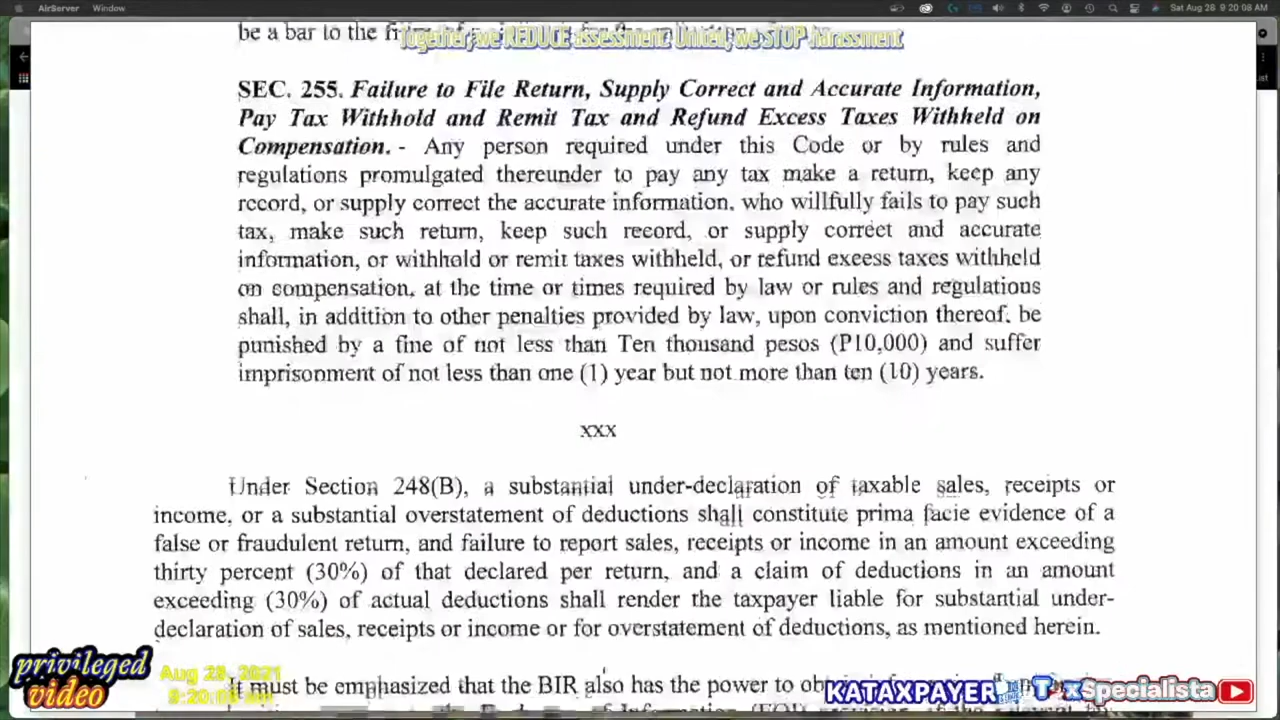 AirServer Window
Sat Aug 28 9:20:08 AM
be a bar to the
Together, we REDUCE assessment. United, we STOP harassment
SEC. 255. Failure to File Return, Supply Correct and Accurate Information,
Pay Tax Withhold and Remit Tax and Refund Excess Taxes Withheld on
Compensation. - Any person required under this Code or by rules and
regulations promulgated thereunder to pay any tax make a return, keep any
record, or supply correct the accurate information, who willfully fails to pay such
tax, make such return, keep such record, or supply correct and accurate
information, or withhold or remit taxes withheld, or refund excess taxes withheld
on compensation, at the time or times required by law or rules and regulations
shall, in addition to other penalties provided by law, upon conviction thereof, be
punished by a fine of not less than Ten thousand pesos (P10,000) and suffer
imprisonment of not less than one (1) year but not more than ten (10) years.
xxx
Under Section 248(B), a substantial under-declaration of taxable sales, receipts or
income, or a substantial overstatement of deductions shall constitute prima facie evidence of a
false or fraudulent return, and failure to report sales, receipts or income in an amount exceeding
thirty percent (30%) of that declared per return, and a claim of deductions in an amount
exceeding (30%) of actual deductions shall render the taxpayer liable for substantial under-
declaration of sales, receipts or income or for overstatement of deductions, as mentioned herein.
privileged
video
Aug 28, 2021
It must be emphasized that the BIR also has the power to
KATAXPAYER TxSpecialista